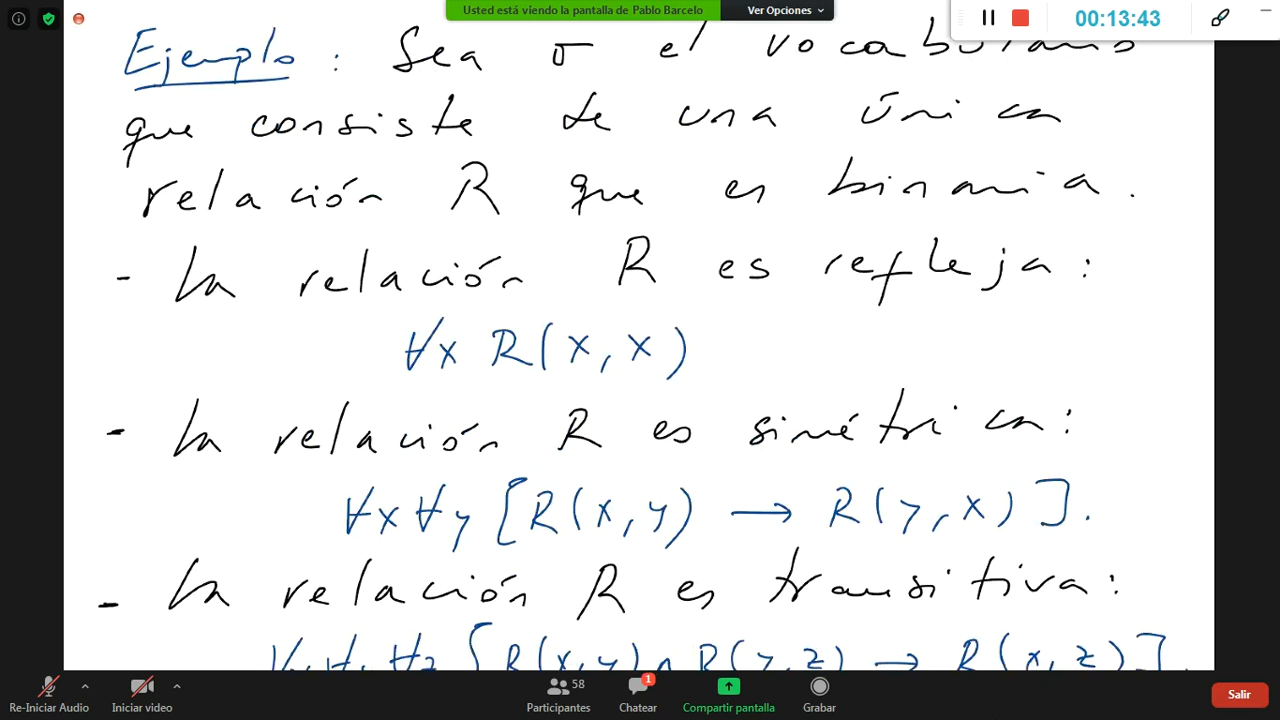 Usted está viendo la pantalla de Pablo Barcelo
Ver Opciones
00:13:43
Ejemplo : Sea σ el vocabulario
que consiste de una única
relación R que es binaria.
- La relación R es refleja:
∀x R(x,x)
- La relación R es simétrica:
∀x∀y [R(x,y) → R(y,x)].
- La relación R es transitiva:
∀x∀y∀z [R(x,y) ∧ R(y,z) → R(x,z)].
Re-Iniciar Audio
Iniciar video
58
Participantes
1
Chatear
Compartir pantalla
Grabar
Salir